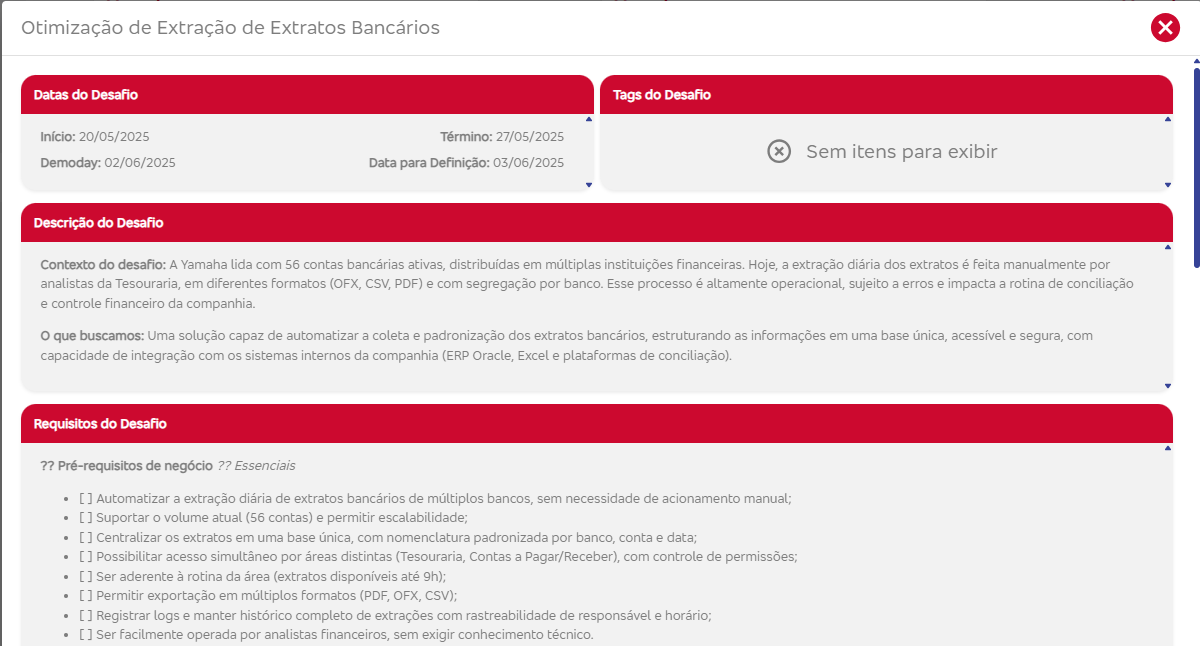 Otimização de Extração de Extratos Bancários
Datas do Desafio
Início: 20/05/2025
Término: 27/05/2025
Demoday: 02/06/2025
Data para Definição: 03/06/2025
Tags do Desafio
Sem itens para exibir
Descrição do Desafio
Contexto do desafio: A Yamaha lida com 56 contas bancárias ativas, distribuídas em múltiplas instituições financeiras. Hoje, a extração diária dos extratos é feita manualmente por
analistas da Tesouraria, em diferentes formatos (OFX, CSV, PDF) e com segregação por banco. Esse processo é altamente operacional, sujeito a erros e impacta a rotina de conciliação
e controle financeiro da companhia.
O que buscamos: Uma solução capaz de automatizar a coleta e padronização dos extratos bancários, estruturando as informações em uma base única, acessível e segura, com
capacidade de integração com os sistemas internos da companhia (ERP Oracle, Excel e plataformas de conciliação).
Requisitos do Desafio
?? Pré-requisitos de negócio ?? Essenciais
• [ ] Automatizar a extração diária de extratos bancários de múltiplos bancos, sem necessidade de acionamento manual;
• [ ] Suportar o volume atual (56 contas) e permitir escalabilidade;
• [ ] Centralizar os extratos em uma base única, com nomenclatura padronizada por banco, conta e data;
• [ ] Possibilitar acesso simultâneo por áreas distintas (Tesouraria, Contas a Pagar/Receber), com controle de permissões;
• [ ] Ser aderente à rotina da área (extratos disponíveis até 9h);
• [ ] Permitir exportação em múltiplos formatos (PDF, OFX, CSV);
• [ ] Registrar logs e manter histórico completo de extrações com rastreabilidade de responsável e horário;
• [ ] Ser facilmente operada por analistas financeiros, sem exigir conhecimento técnico.